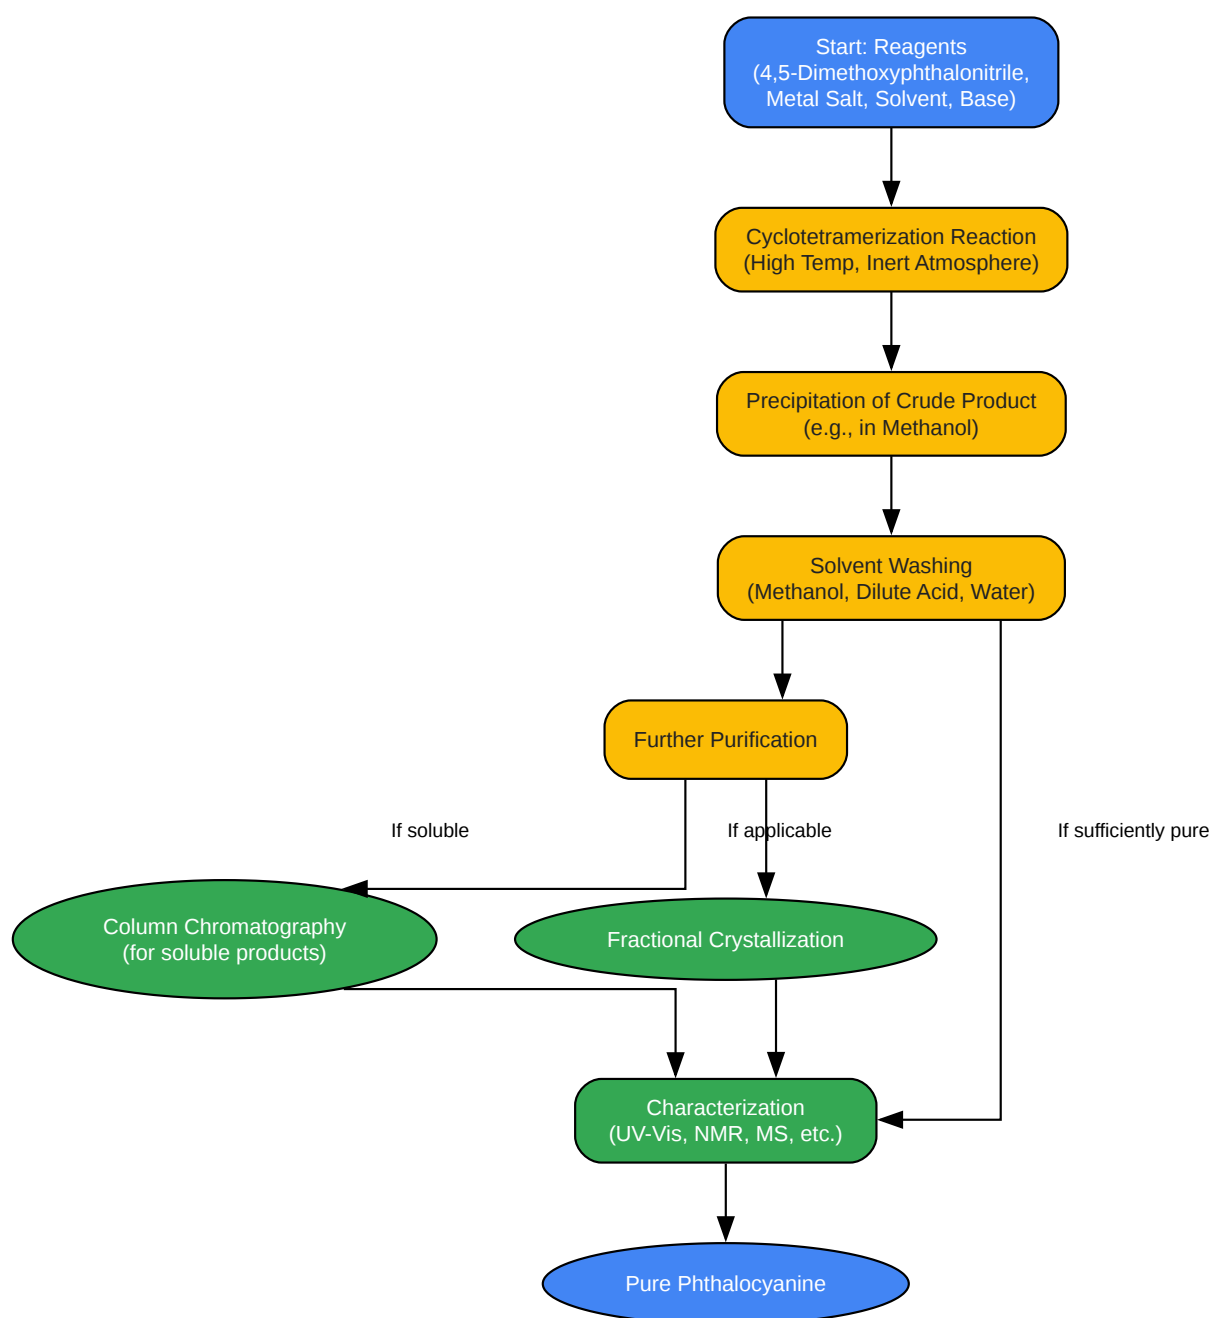 Start: Reagents
(4,5-Dimethoxyphthalonitrile,
Metal Salt, Solvent, Base)
Cyclotetramerization Reaction
(High Temp, Inert Atmosphere)
Precipitation of Crude Product
(e.g., in Methanol)
Solvent Washing
(Methanol, Dilute Acid, Water)
Further Purification
If soluble
If applicable
If sufficiently pure
Column Chromatography
(for soluble products)
Fractional Crystallization
Characterization
(UV-Vis, NMR, MS, etc.)
Pure Phthalocyanine